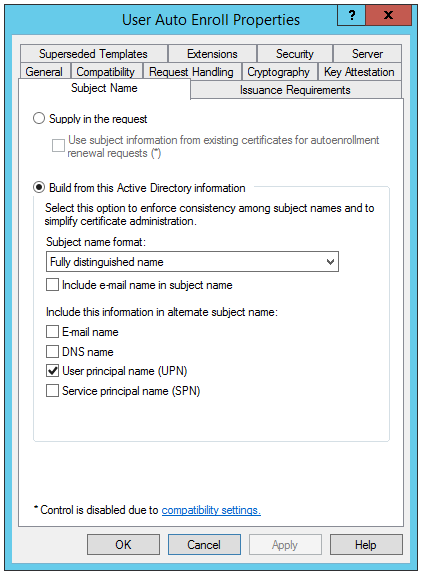 User Auto Enroll Properties
? x
Superseded Templates Extensions Security Server
General Compatibility Request Handling Cryptography Key Attestation
Subject Name Issuance Requirements
Supply in the request
Use subject information from existing certificates for autoenrollment
renewal requests (*)
Build from this Active Directory information
Select this option to enforce consistency among subject names and to
simplify certificate administration.
Subject name format:
Fully distinguished name
Include e-mail name in subject name
Include this information in alternate subject name:
E-mail name
DNS name
User principal name (UPN)
Service principal name (SPN)
* Control is disabled due to compatibility settings.
OK Cancel Apply Help